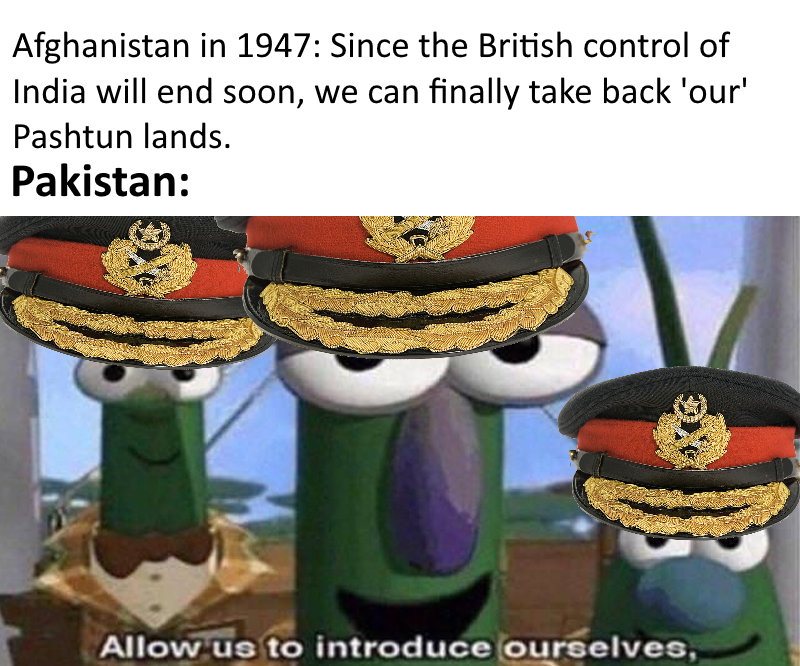 Afghanistan in 1947: Since the British control of
India will end soon, we can finally take back 'our'
Pashtun lands.
Pakistan:
Allow us to introduce ourselves,